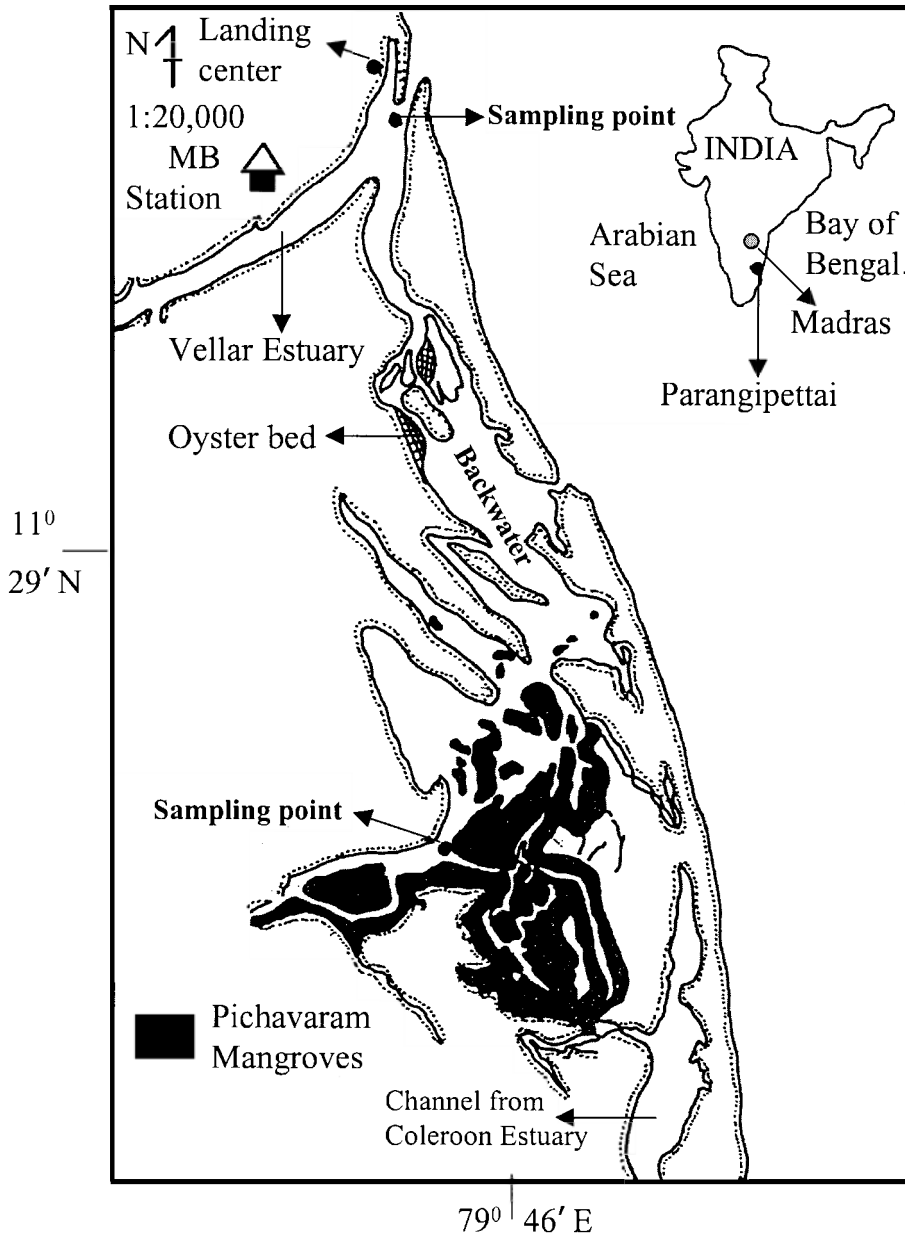 N
Landing
center
1:20,000
MB
Station
Sampling point
INDIA
Arabian
Sea
Bay of
Bengal.
Madras
Parangipettai
Vellar Estuary
Oyster bed
Backwater
11⁰
29′ N
Sampling point
Pichavaram
Mangroves
Channel from
Coleroon Estuary
79⁰ 46′ E